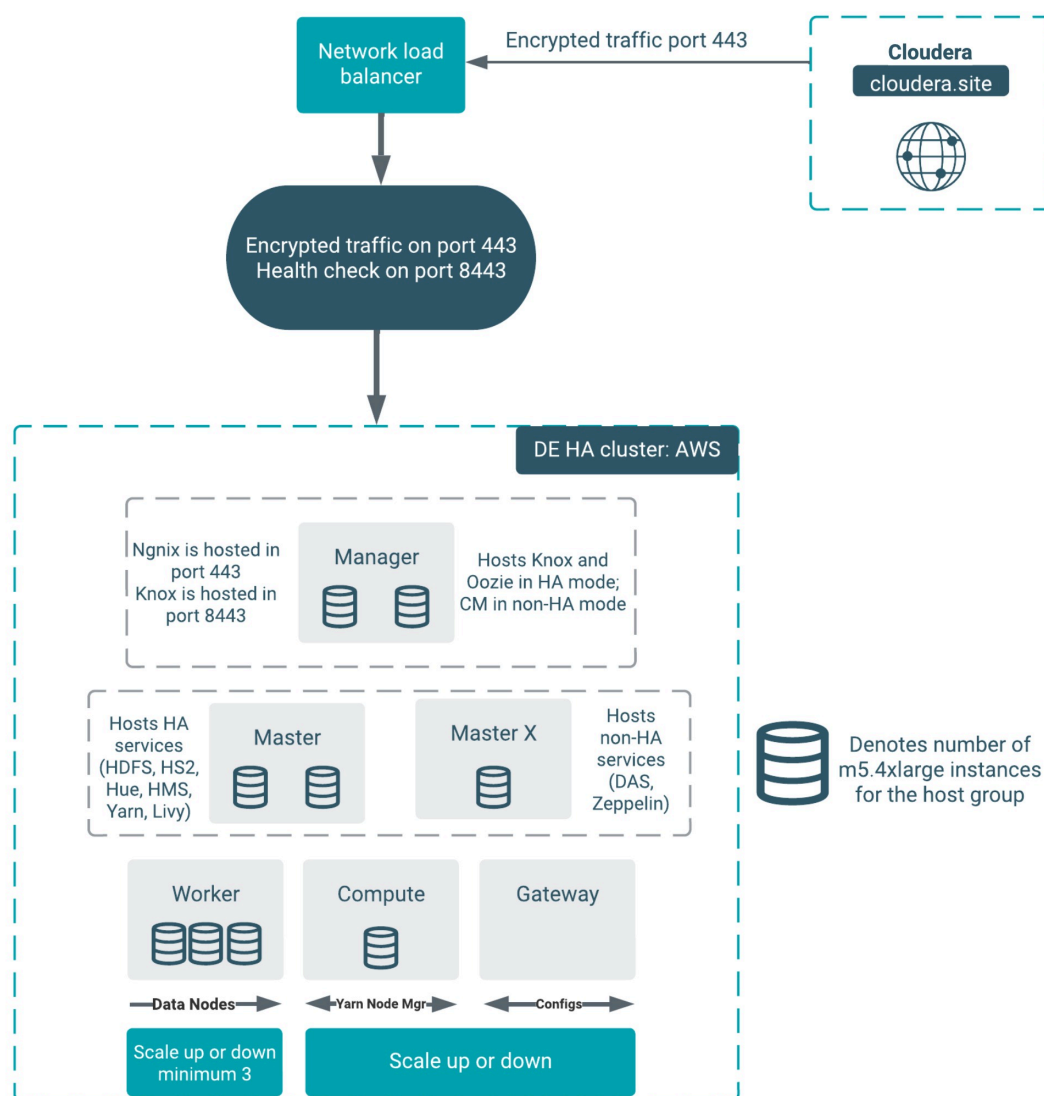 Network load
balancer
Encrypted traffic port 443
Cloudera
cloudera.site
Encrypted traffic on port 443
Health check on port 8443
DE HA cluster: AWS
Ngnix is hosted in
port 443
Knox is hosted in
port 8443
Manager
Hosts Knox and
Oozie in HA mode;
CM in non-HA mode
Hosts HA
services
(HDFS, HS2,
Hue, HMS,
Yarn, Livy)
Master
Master X
Hosts
non-HA
services
(DAS,
Zeppelin)
Denotes number of
m5.4xlarge instances
for the host group
Worker
Compute
Gateway
Data Nodes
Yarn Node Mgr
Configs
Scale up or down
minimum 3
Scale up or down